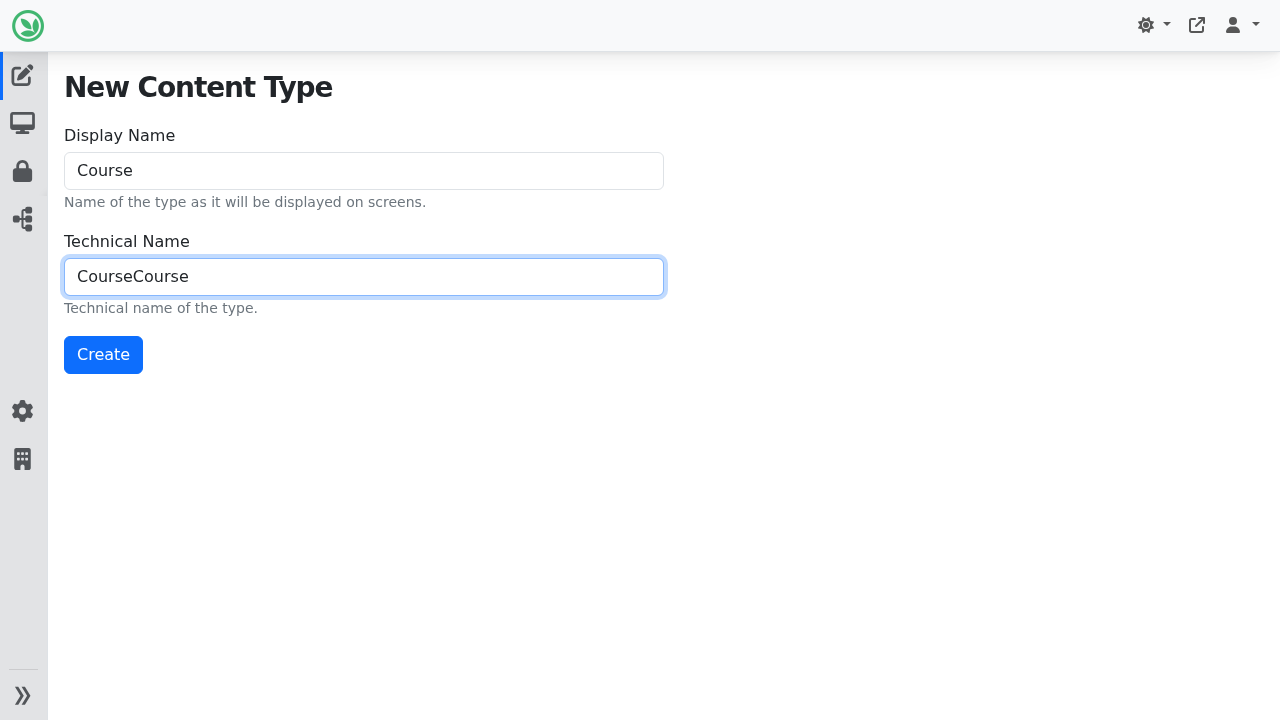 New Content Type
Display Name
Course
Name of the type as it will be displayed on screens.
Technical Name
CourseCourse
Technical name of the type.
Create